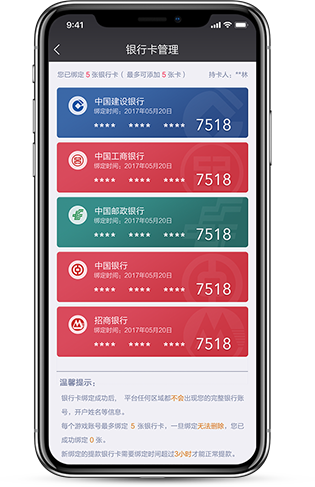 9:41
银行卡管理
您已绑定 5 张银行卡（最多可添加 5 张卡） 持卡人：**林
中国建设银行
绑定时间：2017年05月20日
**** **** **** 7518
中国工商银行
绑定时间：2017年05月20日
**** **** **** 7518
中国邮政银行
绑定时间：2017年05月20日
**** **** **** 7518
中国银行
绑定时间：2017年05月20日
**** **** **** 7518
招商银行
绑定时间：2017年05月20日
**** **** **** 7518
温馨提示：
银行卡绑定成功后， 平台任何区域都不会出现您的完整银行账
号，开户姓名等信息。
每个游戏账号最多绑定 5 张银行卡，一旦绑定无法删除，您已
成功绑定 0 张。
新绑定的提款银行卡需要绑定时间超过3小时才能正常提款。